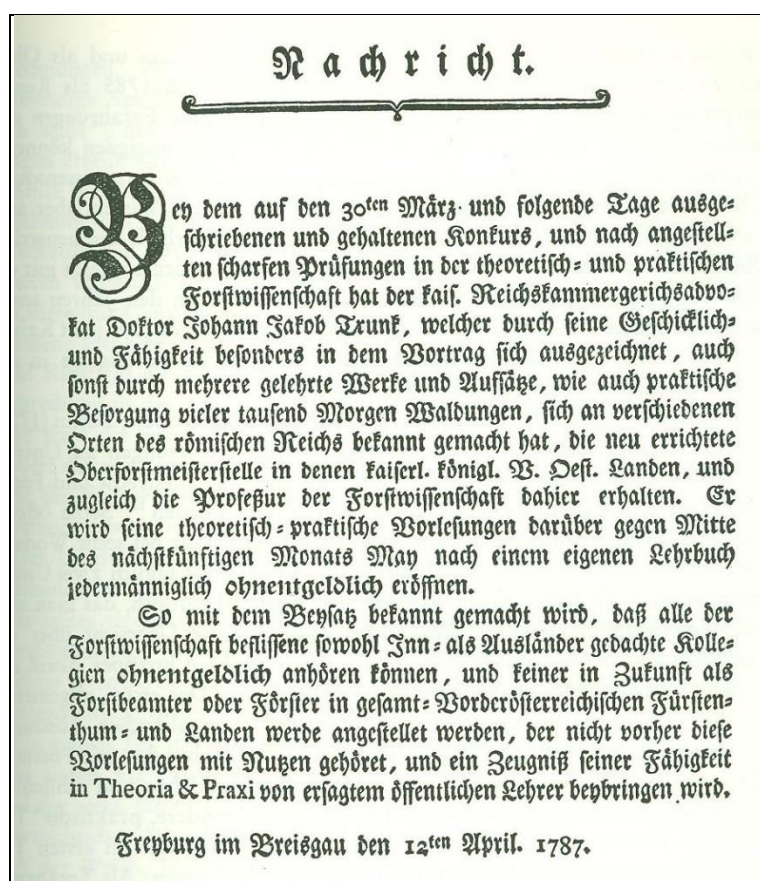 Nachricht.
Bey dem auf den 30ten März und folgende Tage ausge=
schriebenen und gehaltenen Konkurs, und nach angestell=
ten scharfen Prüfungen in der theoretisch= und praktischen
Forstwissenschaft hat der kais. Reichskammergerichsadvo=
kat Doktor Johann Jakob Trunk, welcher durch seine Geschicklich=
und Fähigkeit besonders in dem Vortrag sich ausgezeichnet, auch
sonst durch mehrere gelehrte Werke und Aufsätze, wie auch praktische
Besorgung vieler tausend Morgen Waldungen, sich an verschiedenen
Orten des römischen Reichs bekannt gemacht hat, die neu errichtete
Oberforstmeisterstelle in denen kaiserl. königl. V. Oest. Landen, und
zugleich die Profeßur der Forstwissenschaft dahier erhalten. Er
wird seine theoretisch=praktische Vorlesungen darüber gegen Mitte
des nächstkünftigen Monats May nach einem eigenen Lehrbuch
jedermänniglich ohnentgeldlich eröffnen.
So mit dem Beysatz bekannt gemacht wird, daß alle der
Forstwissenschaft beflissene sowohl Inn= als Ausländer gedachte Kolle=
gien ohnentgeldlich anhören können, und keiner in Zukunft als
Forstbeamter oder Förster in gesamt=Vorderösterreichischen Fürsten=
thum= und Landen werde angestellet werden, der nicht vorher diese
Vorlesungen mit Nutzen gehöret, und ein Zeugniß seiner Fähigkeit
in Theoria & Praxi von ersagtem öffentlichen Lehrer beybringen wird.
Freyburg im Breisgau den 12ten April. 1787.